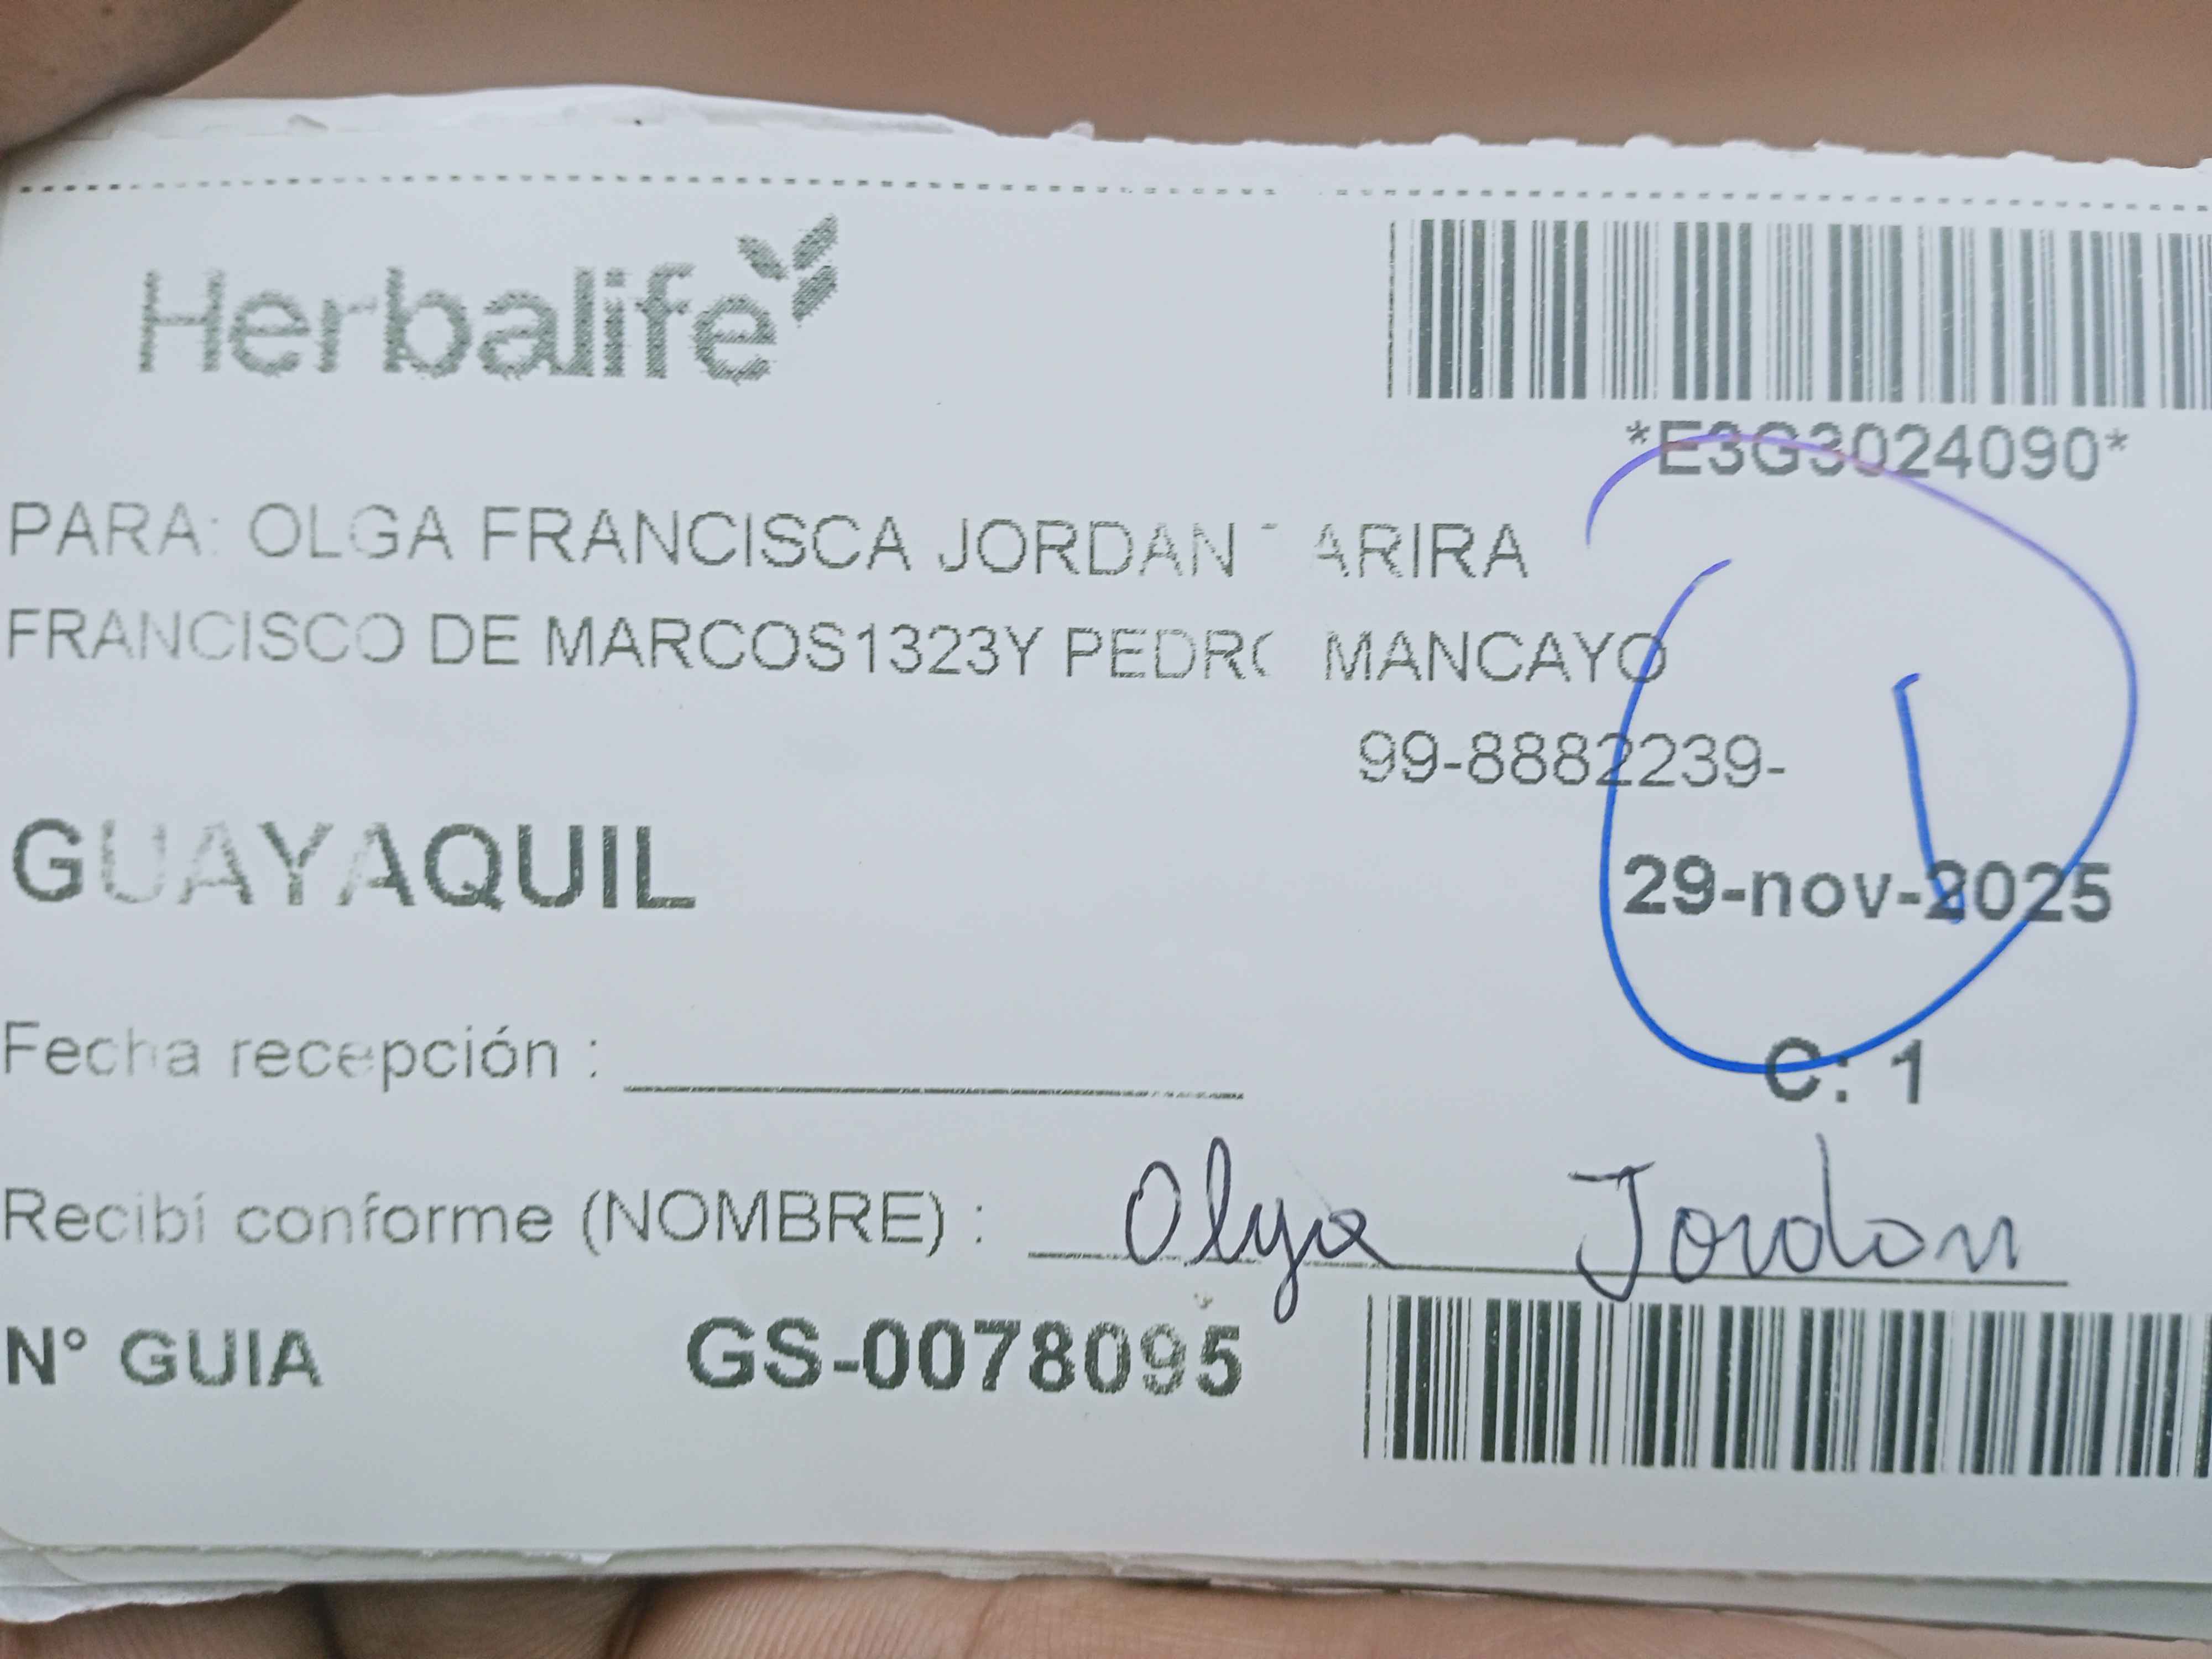 Herbalife
*E3G3024090*
PARA: OLGA FRANCISCA JORDAN
FRANCISCO DE MARCOS1323Y MANCAYO
99-8882239-
GUAYAQUIL
29-nov-2025
Fecha recepción :
C: 1
Recibí conforme (NOMBRE) : Olga Jordan
N° GUIA GS-0078095